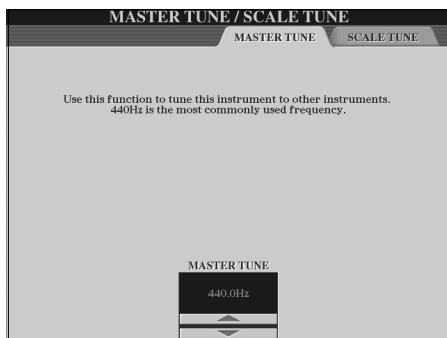 MASTER TUNE / SCALE TUNE
MASTER TUNE SCALE TUNE
Use this function to tune this instrument to other instruments.
440Hz is the most commonly used frequency.
MASTER TUNE
440.0Hz